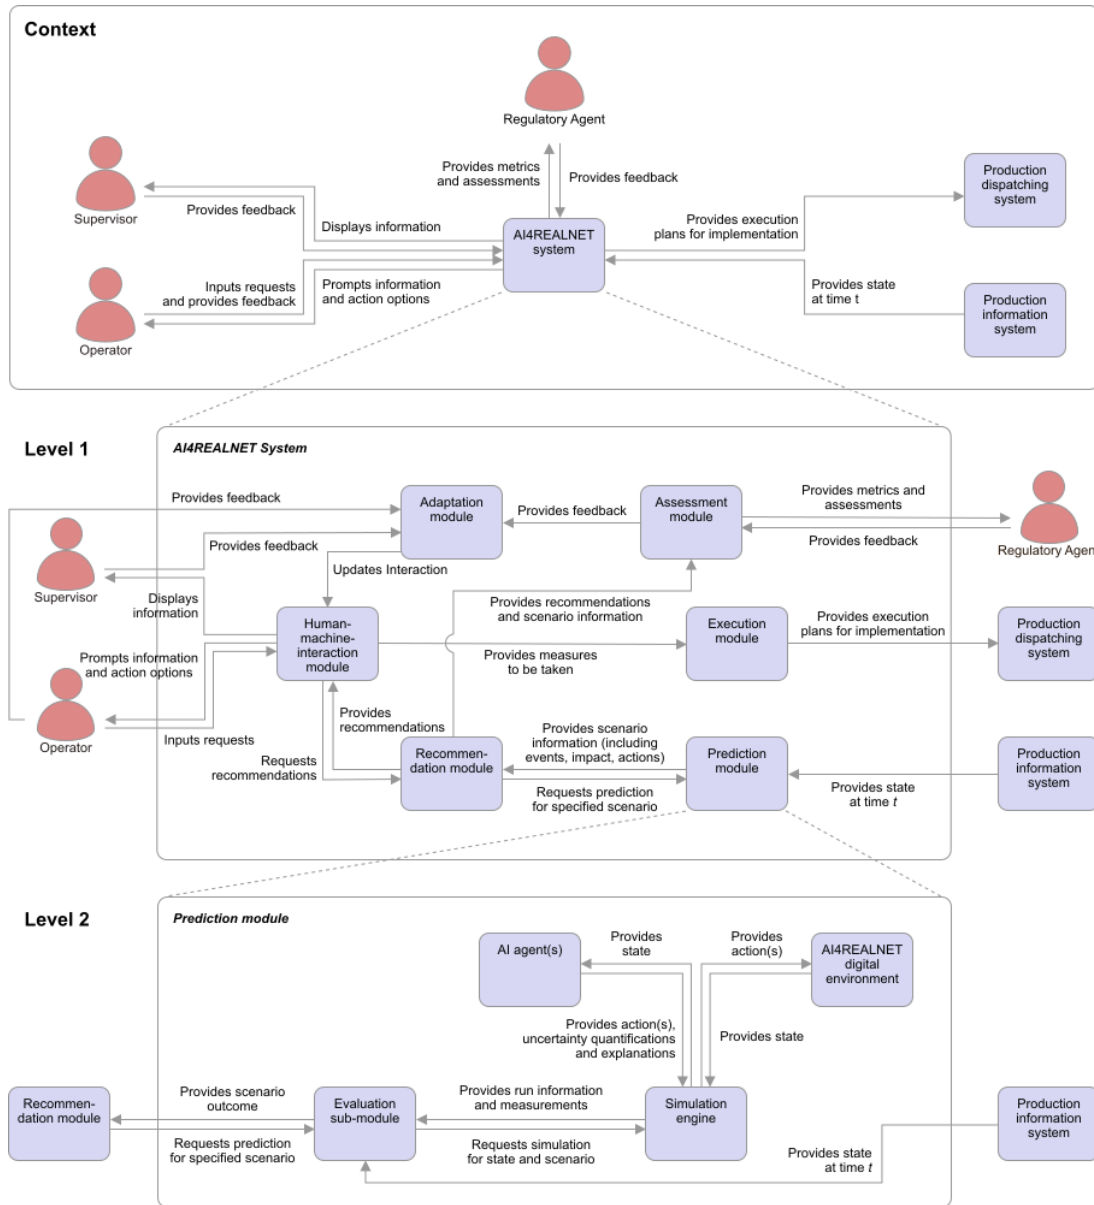 Context
Regulatory Agent
Provides metrics
and assessments
Provides feedback
Supervisor
Provides feedback
Displays information
AI4REALNET
system
Provides execution
plans for implementation
Production
dispatching
system
Inputs requests
and provides feedback
Prompts information
and action options
Operator
Provides state
at time t
Production
information
system
Level 1
AI4REALNET System
Provides feedback
Adaptation
module
Provides feedback
Assessment
module
Provides metrics and
assessments
Provides feedback
Regulatory Agent
Supervisor
Provides feedback
Updates Interaction
Displays
information
Human-
machine-
interaction
module
Provides recommendations
and scenario information
Execution
module
Provides execution
plans for implementation
Production
dispatching
system
Prompts information
and action options
Provides measures
to be taken
Operator
Inputs requests
Provides
recommendations
Requests
recommendations
Recommen-
dation module
Provides scenario
information (including
events, impact, actions)
Requests prediction
for specified scenario
Prediction
module
Provides state
at time t
Production
information
system
Level 2
Prediction module
AI agent(s)
Provides
state
Provides
action(s)
AI4REALNET
digital
environment
Provides action(s),
uncertainty quantifications
and explanations
Provides state
Recommen-
dation module
Provides scenario
outcome
Requests prediction
for specified scenario
Evaluation
sub-module
Provides run information
and measurements
Requests simulation
for state and scenario
Simulation
engine
Provides state
at time t
Production
information
system